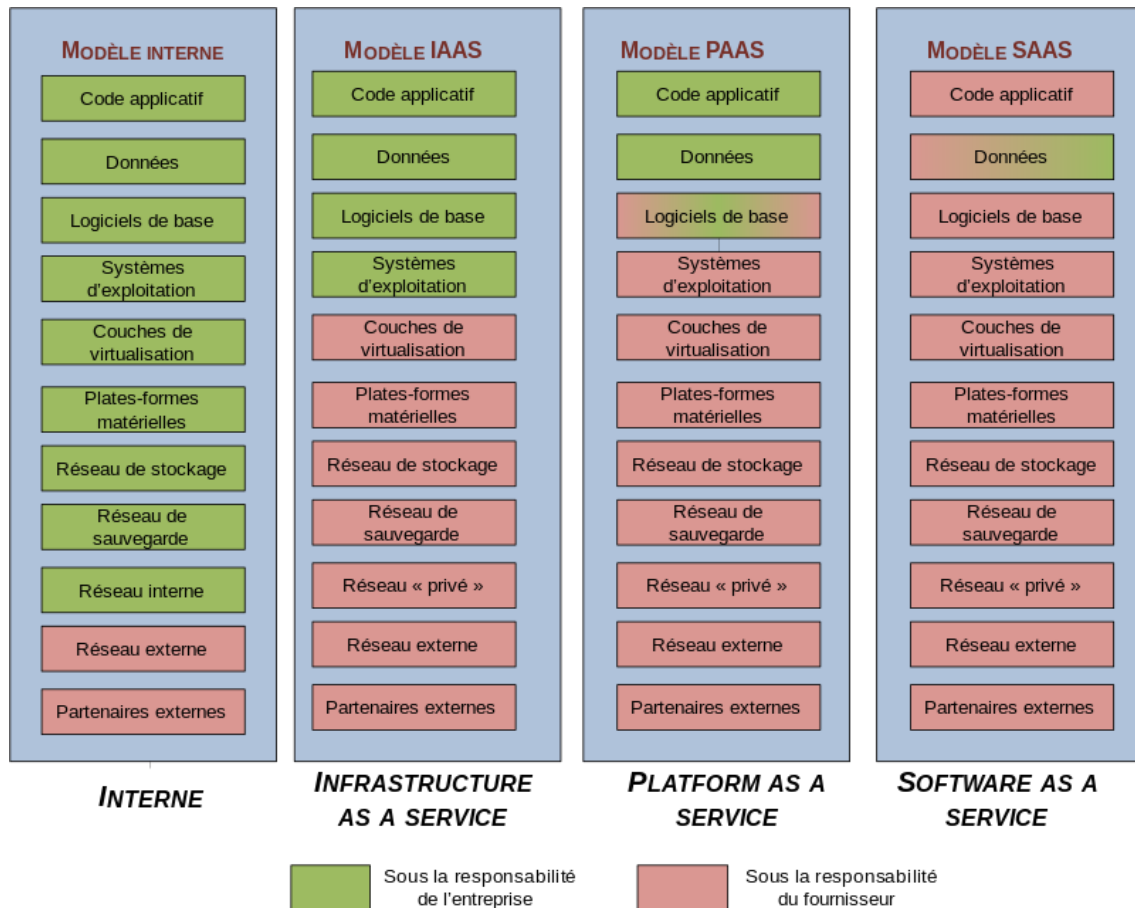 MODÈLE INTERNE
Code applicatif
Données
Logiciels de base
Systèmes
d'exploitation
Couches de
virtualisation
Plates-formes
matérielles
Réseau de stockage
Réseau de
sauvegarde
Réseau interne
Réseau externe
Partenaires externes
INTERNE
MODÈLE IAAS
Code applicatif
Données
Logiciels de base
Systèmes
d'exploitation
Couches de
virtualisation
Plates-formes
matérielles
Réseau de stockage
Réseau de
sauvegarde
Réseau « privé »
Réseau externe
Partenaires externes
INFRASTRUCTURE
AS A SERVICE
MODÈLE PAAS
Code applicatif
Données
Logiciels de base
Systèmes
d'exploitation
Couches de
virtualisation
Plates-formes
matérielles
Réseau de stockage
Réseau de
sauvegarde
Réseau « privé »
Réseau externe
Partenaires externes
PLATFORM AS A
SERVICE
MODÈLE SAAS
Code applicatif
Données
Logiciels de base
Systèmes
d'exploitation
Couches de
virtualisation
Plates-formes
matérielles
Réseau de stockage
Réseau de
sauvegarde
Réseau « privé »
Réseau externe
Partenaires externes
SOFTWARE AS A
SERVICE
Sous la responsabilité
de l'entreprise
Sous la responsabilité
du fournisseur